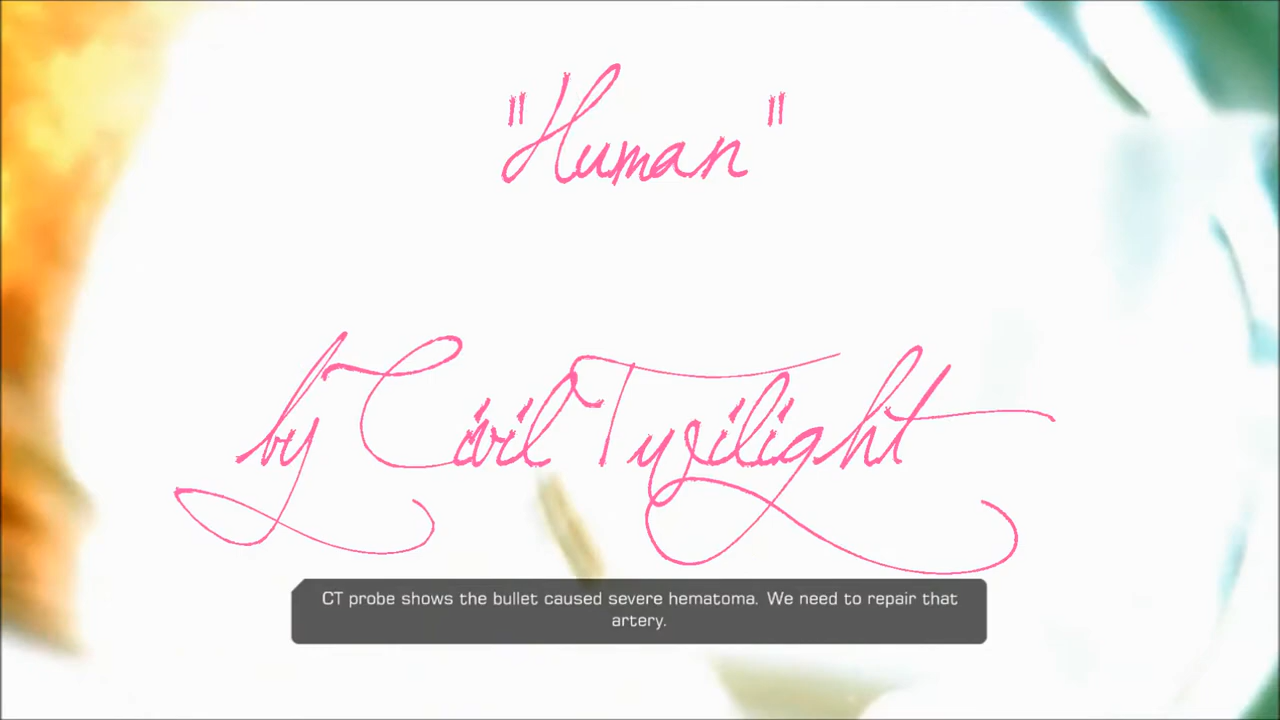 "Human"
by Civil Twilight
CT probe shows the bullet caused severe hematoma. We need to repair that
artery.